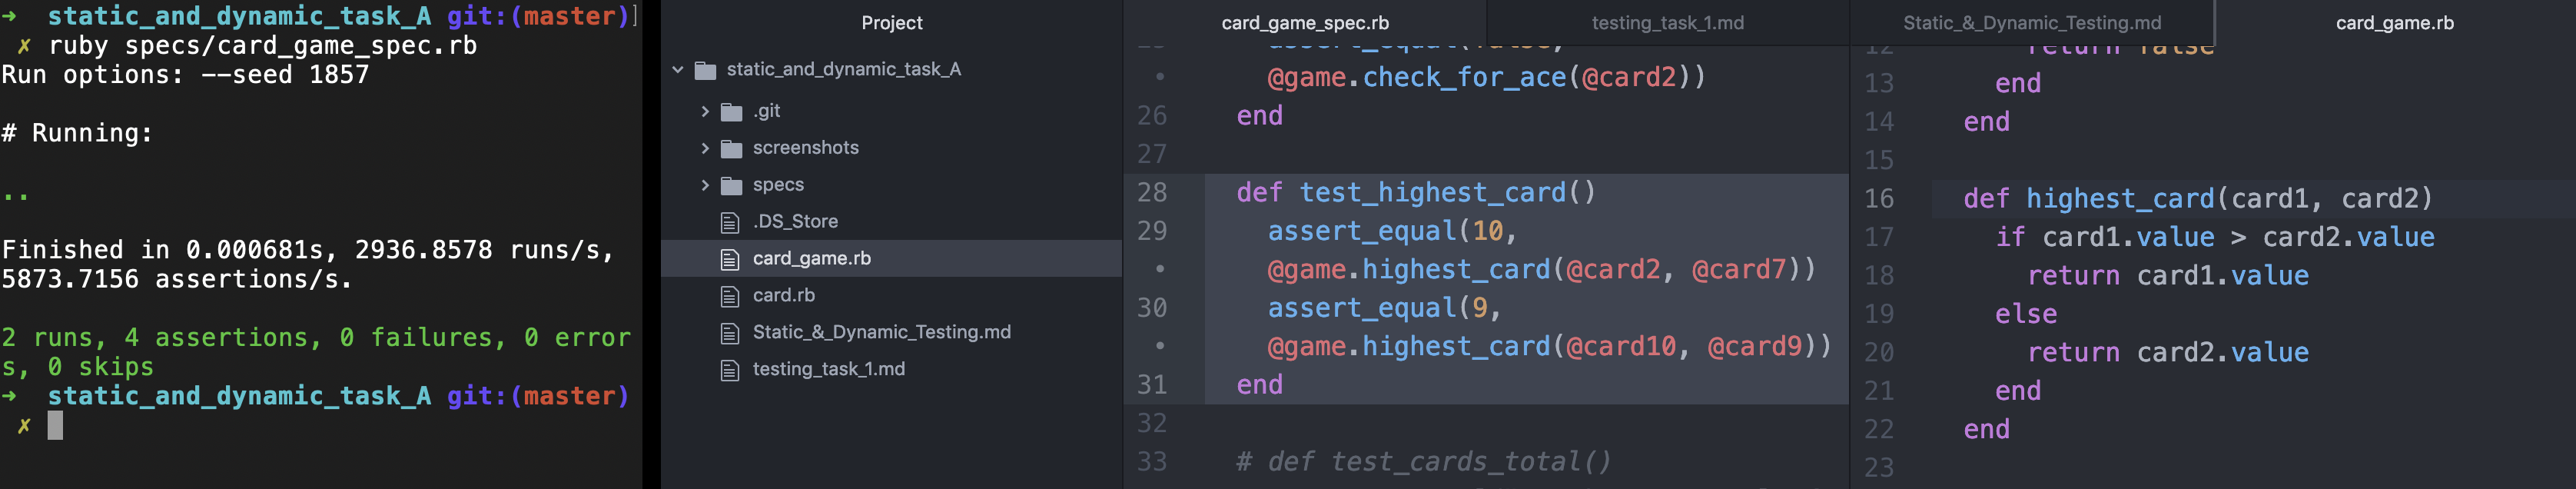 ➜ static_and_dynamic_task_A git:(master)
✗ ruby specs/card_game_spec.rb
Run options: --seed 1857
# Running:
..
Finished in 0.000681s, 2936.8578 runs/s,
5873.7156 assertions/s.
2 runs, 4 assertions, 0 failures, 0 error
s, 0 skips
➜ static_and_dynamic_task_A git:(master)
✗
Project
static_and_dynamic_task_A
.git
screenshots
specs
.DS_Store
card_game.rb
card.rb
Static_&_Dynamic_Testing.md
testing_task_1.md
card_game_spec.rb
testing_task_1.md
assert_equal(false,
• @game.check_for_ace(@card2))
26 end
27
28 def test_highest_card()
29 assert_equal(10,
• @game.highest_card(@card2, @card7))
30 assert_equal(9,
• @game.highest_card(@card10, @card9))
31 end
32
33 # def test_cards_total()
Static_&_Dynamic_Testing.md
card_game.rb
12 return false
13 end
14 end
15
16 def highest_card(card1, card2)
17 if card1.value > card2.value
18 return card1.value
19 else
20 return card2.value
21 end
22 end
23